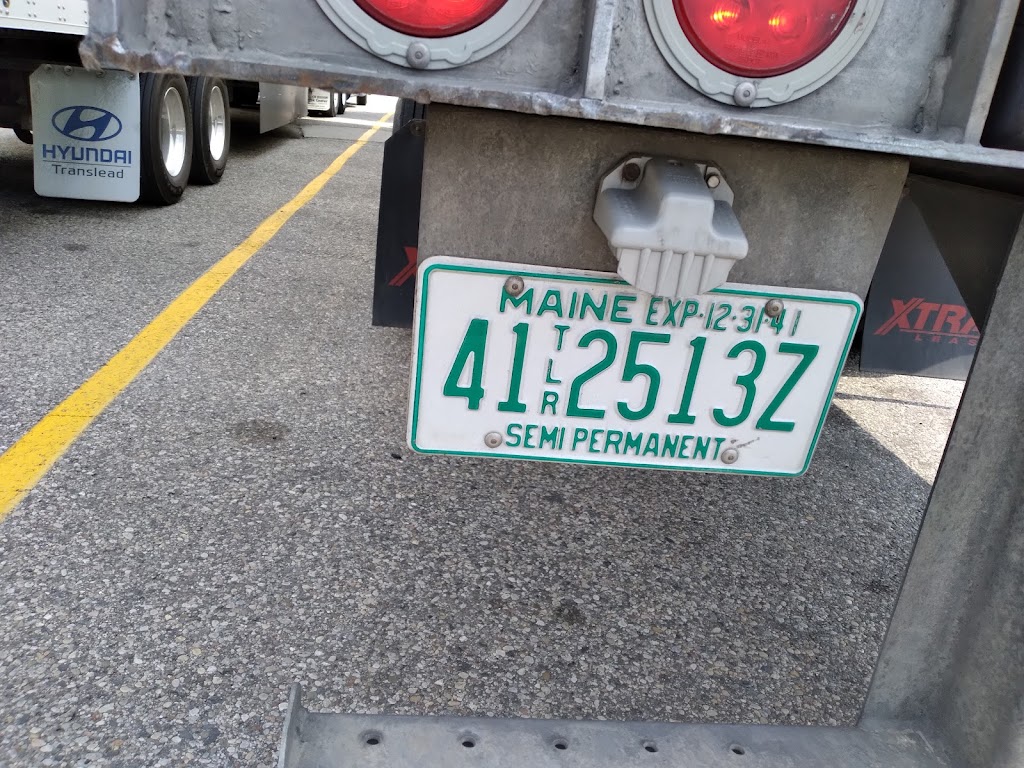 HYUNDAI
Translead
MAINE EXP-12-31-41
41 TLR 2513Z
SEMI PERMANENT
XTRA